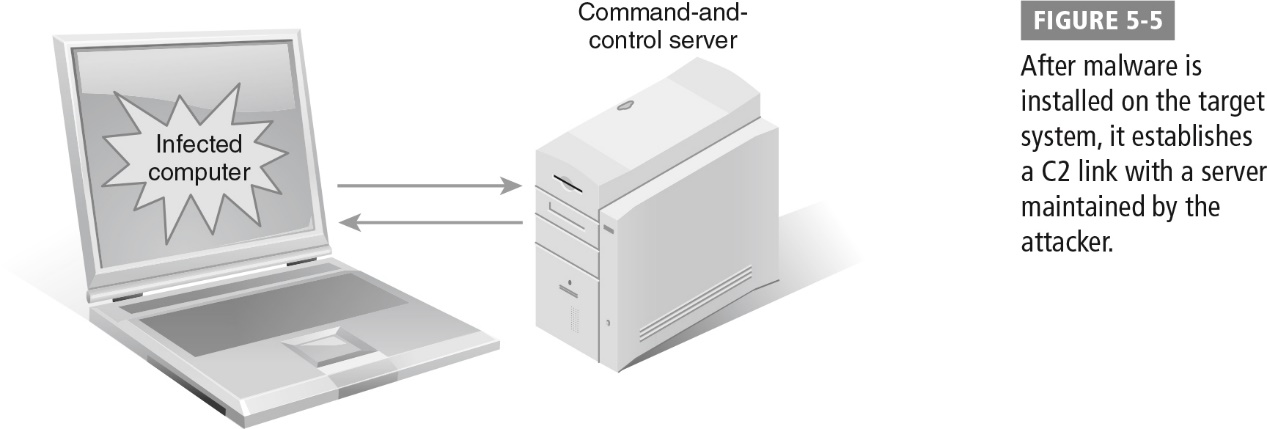 Command-and-
control server
Infected
computer
FIGURE 5-5
After malware is
installed on the target
system, it establishes
a C2 link with a server
maintained by the
attacker.